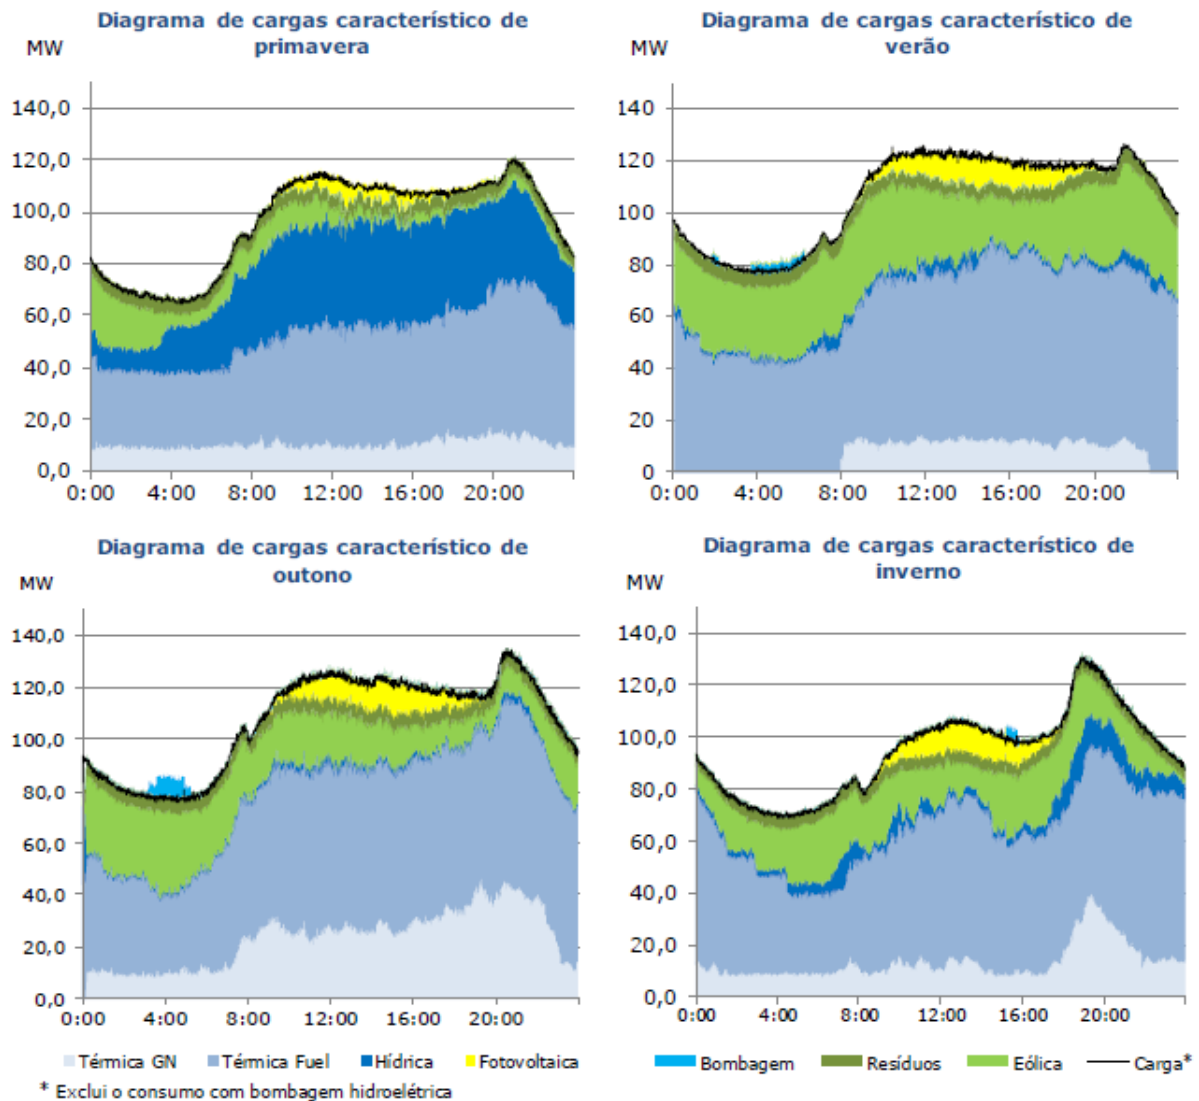 Diagrama de cargas característico de
primavera
MW
140,0
120,0
100,0
80,0
60,0
40,0
20,0
0,0
0:00 4:00 8:00 12:00 16:00 20:00
Diagrama de cargas característico de
verão
MW
140
120
100
80
60
40
20
0
0:00 4:00 8:00 12:00 16:00 20:00
Diagrama de cargas característico de
outono
MW
140,0
120,0
100,0
80,0
60,0
40,0
20,0
0,0
0:00 4:00 8:00 12:00 16:00 20:00
Diagrama de cargas característico de
inverno
MW
140,0
120,0
100,0
80,0
60,0
40,0
20,0
0,0
0:00 4:00 8:00 12:00 16:00 20:00
Térmica GN Térmica Fuel Hídrica Fotovoltaica Bombagem Resíduos Eólica Carga*
* Exclui o consumo com bombagem hidroelétrica